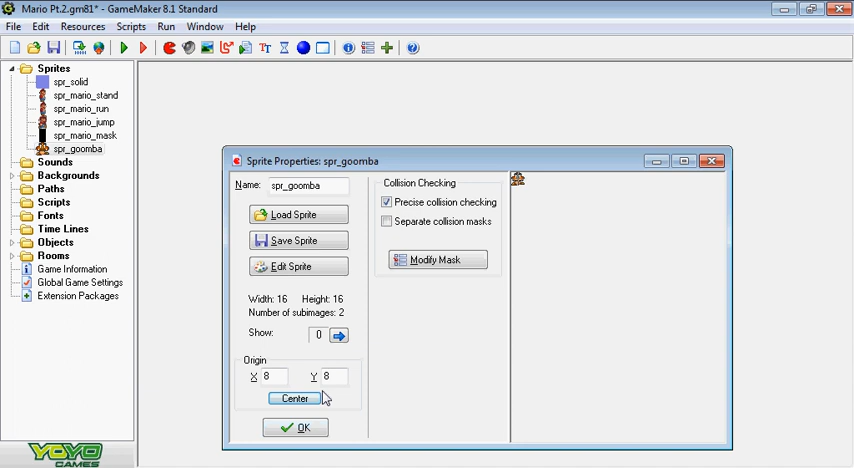 Mario Pt.2.gm81* - GameMaker 8.1 Standard
File Edit Resources Scripts Run Window Help
Sprites
spr_solid
spr_mario_stand
spr_mario_run
spr_mario_jump
spr_mario_mask
spr_goomba
Sounds
Backgrounds
Paths
Scripts
Fonts
Time Lines
Objects
Rooms
Game Information
Global Game Settings
Extension Packages
YOYO
GAMES
Sprite Properties: spr_goomba
Name: spr_goomba
Load Sprite
Save Sprite
Edit Sprite
Width: 16 Height: 16
Number of subimages: 2
Show: 0
Origin
X 8 Y 8
Center
OK
Collision Checking
Precise collision checking
Separate collision masks
Modify Mask